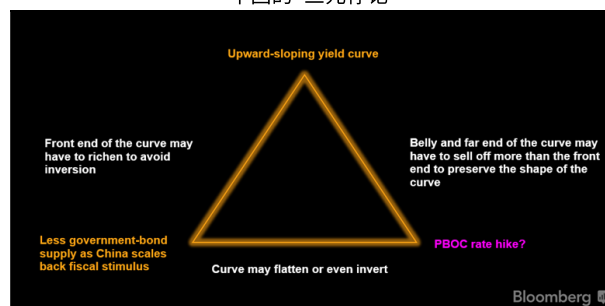 Upward-sloping yield curve
Front end of the curve may
have to richen to avoid
inversion
Belly and far end of the curve may
have to sell off more than the front
end to preserve the shape of the
curve
Less government-bond
supply as China scales
back fiscal stimulus
PBOC rate hike?
Curve may flatten or even invert
Bloomberg